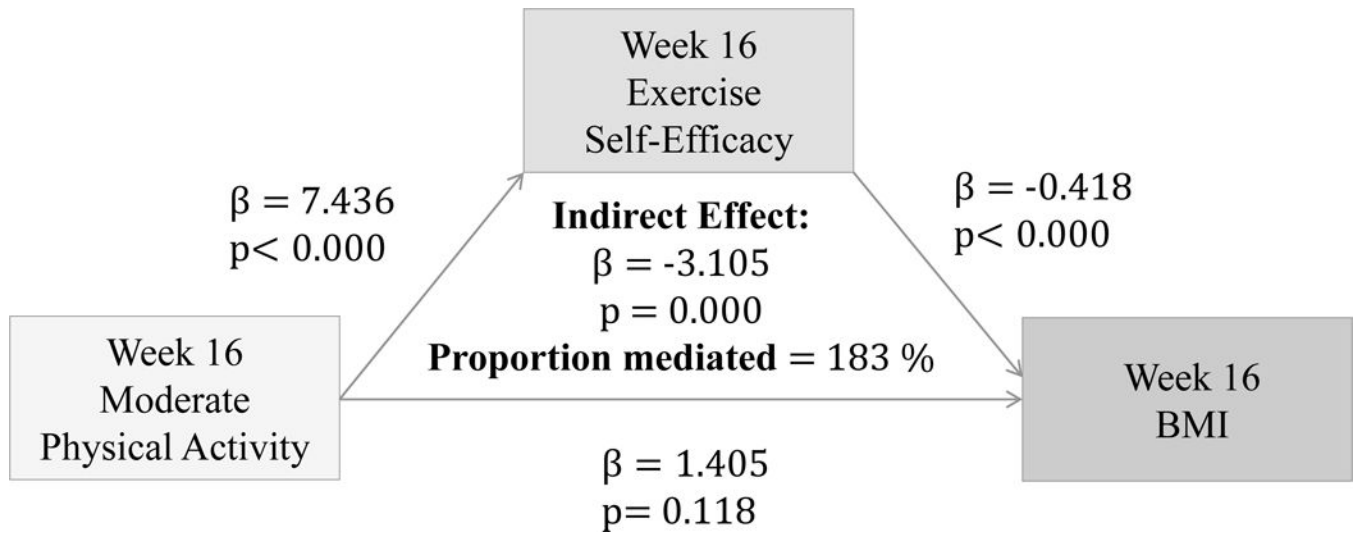 Week 16
Exercise
Self-Efficacy
β = 7.436
p< 0.000
Indirect Effect:
β = -3.105
p = 0.000
Proportion mediated = 183 %
β = -0.418
p< 0.000
Week 16
Moderate
Physical Activity
Week 16
BMI
β = 1.405
p= 0.118